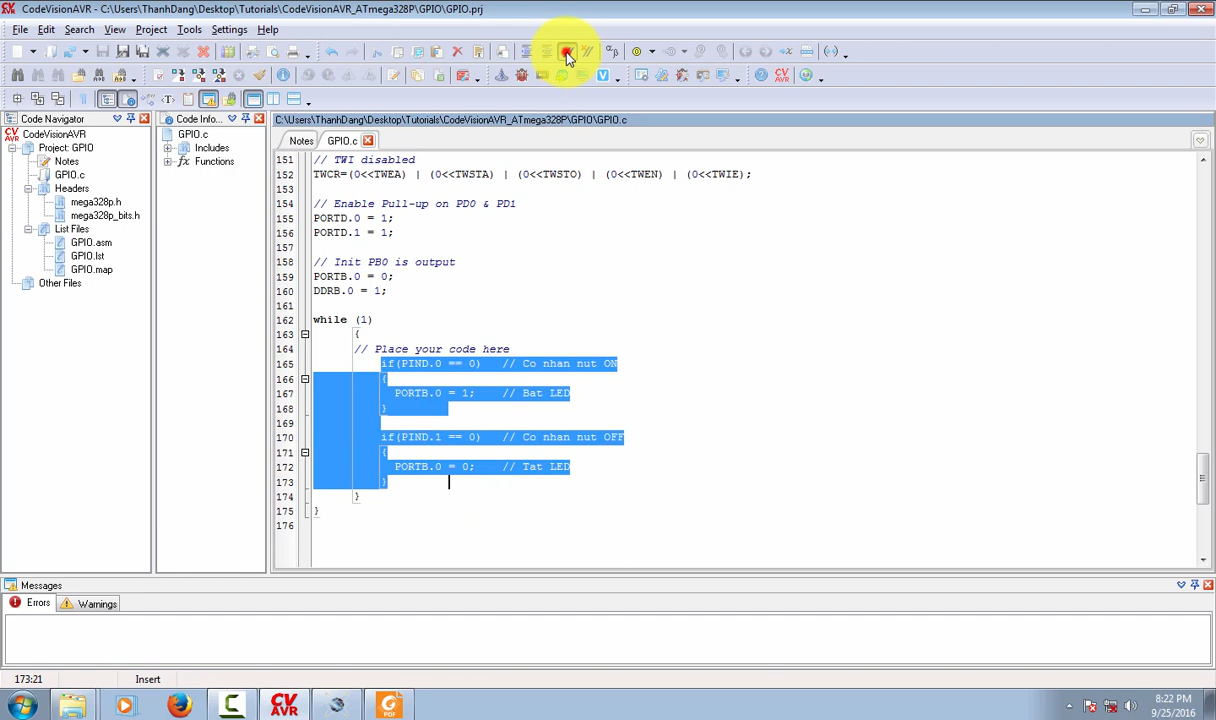 CodeVisionAVR - C:\Users\ThanhDang\Desktop\Tutorials\CodeVisionAVR_ATmega328P\GPIO\GPIO.prj
File Edit Search View Project Tools Settings Help
Code Navigator
CodeVisionAVR
Project: GPIO
Notes
GPIO.c
Headers
mega328p.h
mega328p_bits.h
List Files
GPIO.asm
GPIO.lst
GPIO.map
Other Files
Code Info...
GPIO.c
Includes
Functions
C:\Users\ThanhDang\Desktop\Tutorials\CodeVisionAVR_ATmega328P\GPIO\GPIO.c
Notes GPIO.c
151 // TWI disabled
152 TWCR=(0<<TWEA) | (0<<TWSTA) | (0<<TWSTO) | (0<<TWEN) | (0<<TWIE);
153
154 // Enable Pull-up on PD0 & PD1
155 PORTD.0 = 1;
156 PORTD.1 = 1;
157
158 // Init PB0 is output
159 PORTB.0 = 0;
160 DDRB.0 = 1;
161
162 while (1)
163 {
164 // Place your code here
165 if(PIND.0 == 0) // Co nhan nut ON
166 {
167 PORTB.0 = 1; // Bat LED
168 }
169
170 if(PIND.1 == 0) // Co nhan nut OFF
171 {
172 PORTB.0 = 0; // Tat LED
173 }
174 }
175 }
176
Messages
Errors Warnings
173:21 Insert
CV AVR
PDF
8:22 PM
9/25/2016